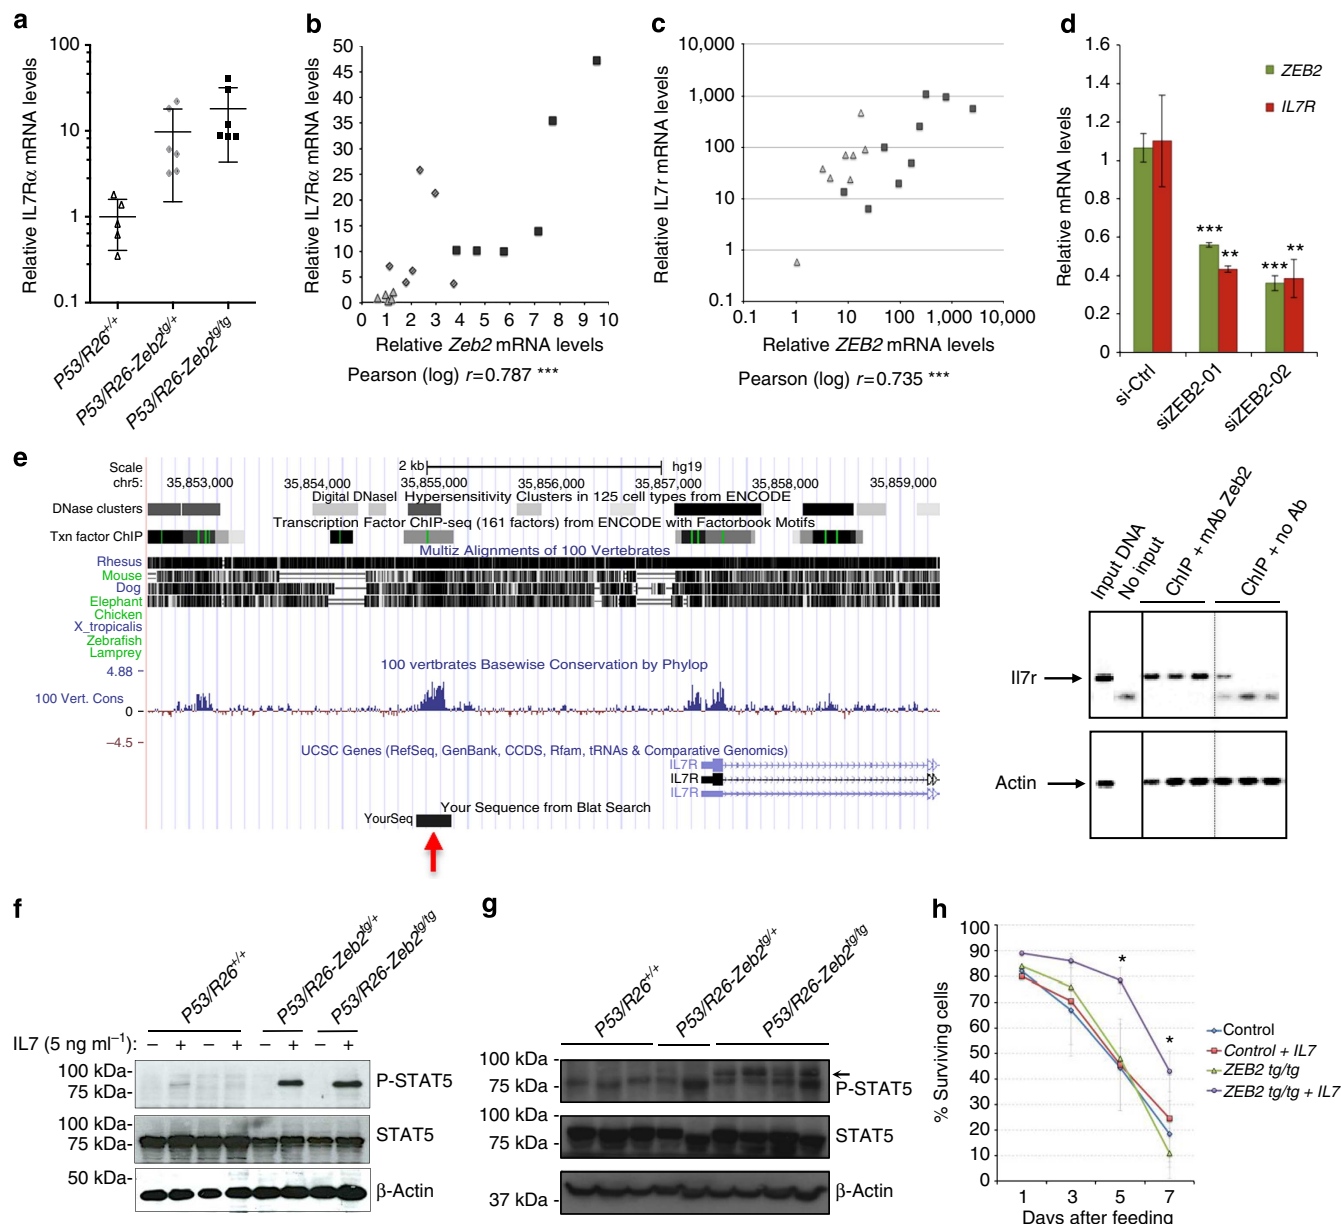 a
Relative IL7Rα mRNA levels
100
10
1
0.1
P53/R26+/+
P53/R26-Zeb2tg/+
P53/R26-Zeb2tg/tg
b
Relative IL7Rα mRNA levels
50
45
40
35
30
25
20
15
10
5
0
0 1 2 3 4 5 6 7 8 9 10
Relative Zeb2 mRNA levels
Pearson (log) r=0.787 ***
c
Relative IL7r mRNA levels
10,000
1,000
100
10
1
0.1
0.1 1 10 100 1,000 10,000
Relative ZEB2 mRNA levels
Pearson (log) r=0.735 ***
d
Relative mRNA levels
1.6
1.4
1.2
1
0.8
0.6
0.4
0.2
0
ZEB2
IL7R
***
**
***
**
si-Ctrl
siZEB2-01
siZEB2-02
e
Scale 2 kb hg19
chr5: 35,853,000 35,854,000 35,855,000 35,856,000 35,857,000 35,858,000 35,859,000
Digital DNaseI Hypersensitivity Clusters in 125 cell types from ENCODE
DNase clusters
Transcription Factor ChIP-seq (161 factors) from ENCODE with Factorbook Motifs
Txn factor ChIP
Multiz Alignments of 100 Vertebrates
Rhesus
Mouse
Dog
Elephant
Chicken
X_tropicalis
Zebrafish
Lamprey
100 vertbrates Basewise Conservation by Phylop
4.88
100 Vert. Cons
0
−4.5
UCSC Genes (RefSeq, GenBank, CCDS, Rfam, tRNAs & Comparative Genomics)
IL7R
IL7R
IL7R
Your Sequence from Blat Search
YourSeq
Input DNA
No input
ChIP + mAb Zeb2
ChIP + no Ab
Il7r
Actin
f
P53/R26+/+
P53/R26-Zeb2tg/+
P53/R26-Zeb2tg/tg
IL7 (5 ng ml−1): − + − + − + − +
100 kDa-
75 kDa-
P-STAT5
100 kDa-
75 kDa-
STAT5
50 kDa-
β-Actin
g
P53/R26+/+
P53/R26-Zeb2tg/+
P53/R26-Zeb2tg/tg
100 kDa -
75 kDa -
P-STAT5
100 kDa -
75 kDa -
STAT5
37 kDa -
β-Actin
h
% Surviving cells
100
90
80
70
60
50
40
30
20
10
0
*
*
1 3 5 7
Days after feeding
Control
Control + IL7
ZEB2 tg/tg
ZEB2 tg/tg + IL7